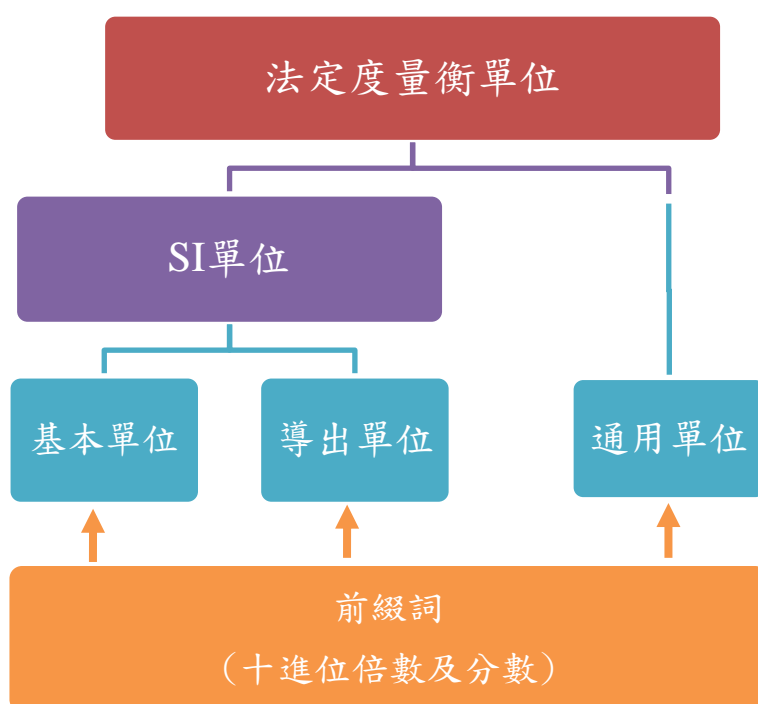 法定度量衡單位
SI單位
基本單位
導出單位
通用單位
前綴詞
（十進位倍數及分數）